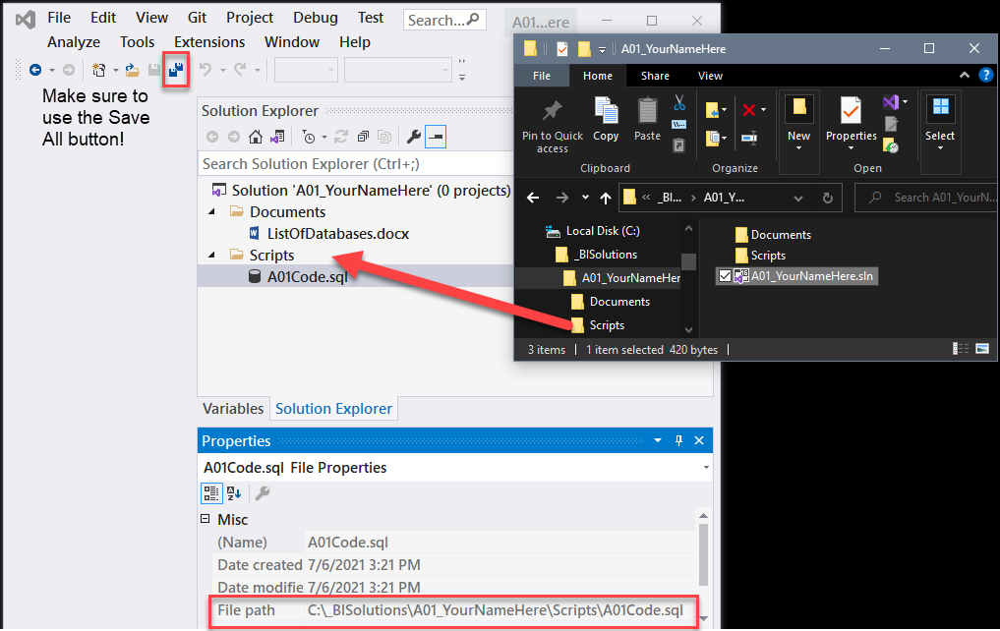 File Edit View Git Project Debug Test Search... A01...ere
Analyze Tools Extensions Window Help
Make sure to
use the Save
All button!
Solution Explorer
Search Solution Explorer (Ctrl+;)
Solution 'A01_YourNameHere' (0 projects)
Documents
ListOfDatabases.docx
Scripts
A01Code.sql
Variables Solution Explorer
Properties
A01Code.sql File Properties
Misc
(Name) A01Code.sql
Date created 7/6/2021 3:21 PM
Date modifie 7/6/2021 3:21 PM
File path C:\_BISolutions\A01_YourNameHere\Scripts\A01Code.sql
A01_YourNameHere
File Home Share View
Pin to Quick
access
Copy
Paste
New
Properties
Select
Clipboard Organize Open
« _BI... › A01_Y... Search A01_YourN...
Local Disk (C:)
_BISolutions
A01_YourNameHer
Documents
Scripts
Documents
Scripts
A01_YourNameHere.sln
3 items | 1 item selected 420 bytes |